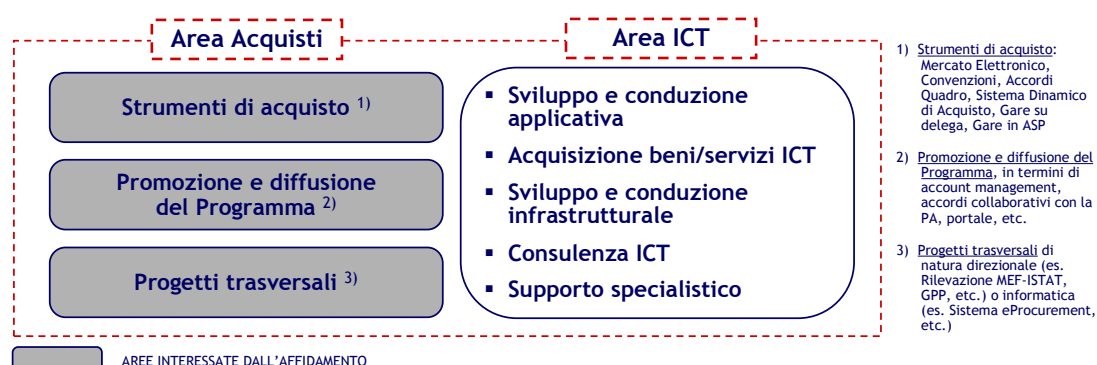 Area Acquisti
Strumenti di acquisto 1)
Promozione e diffusione
del Programma 2)
Progetti trasversali 3)
Area ICT
▪ Sviluppo e conduzione
applicativa
▪ Acquisizione beni/servizi ICT
▪ Sviluppo e conduzione
infrastrutturale
▪ Consulenza ICT
▪ Supporto specialistico
1) Strumenti di acquisto:
Mercato Elettronico,
Convenzioni, Accordi
Quadro, Sistema Dinamico
di Acquisto, Gare su
delega, Gare in ASP
2) Promozione e diffusione del
Programma, in termini di
account management,
accordi collaborativi con la
PA, portale, etc.
3) Progetti trasversali di
natura direzionale (es.
Rilevazione MEF-ISTAT,
GPP, etc.) o informatica
(es. Sistema eProcurement,
etc.)
AREE INTERESSATE DALL'AFFIDAMENTO